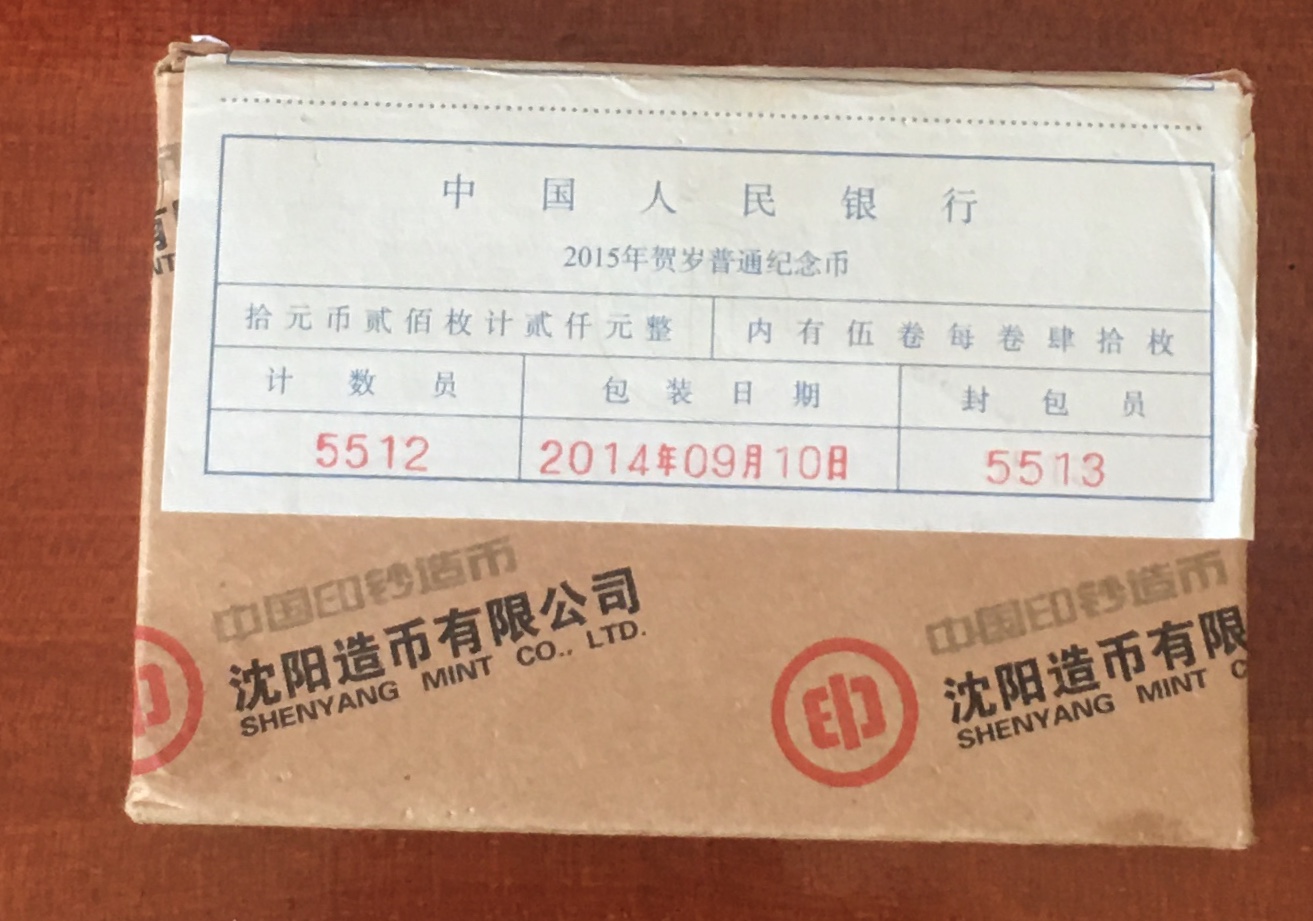 中国人民银行
2015年贺岁普通纪念币
拾元币贰佰枚计贰仟元整 内有伍卷每卷肆拾枚
计数员 包装日期 封包员
5512 2014年09月10日 5513
中国印钞造币
沈阳造币有限公司
SHENYANG MINT CO., LTD.
中国印钞造币
沈阳造币有限
SHENYANG MINT C
印